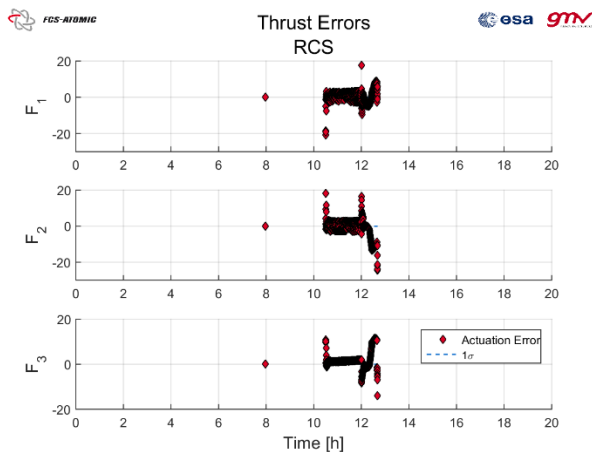 FCS-ATOMIC
Thrust Errors
RCS
esa gmv
20
0
-20
F1
0 2 4 6 8 10 12 14 16 18 20
20
0
-20
F2
0 2 4 6 8 10 12 14 16 18 20
20
0
-20
F3
Actuation Error
1σ
0 2 4 6 8 10 12 14 16 18 20
Time [h]